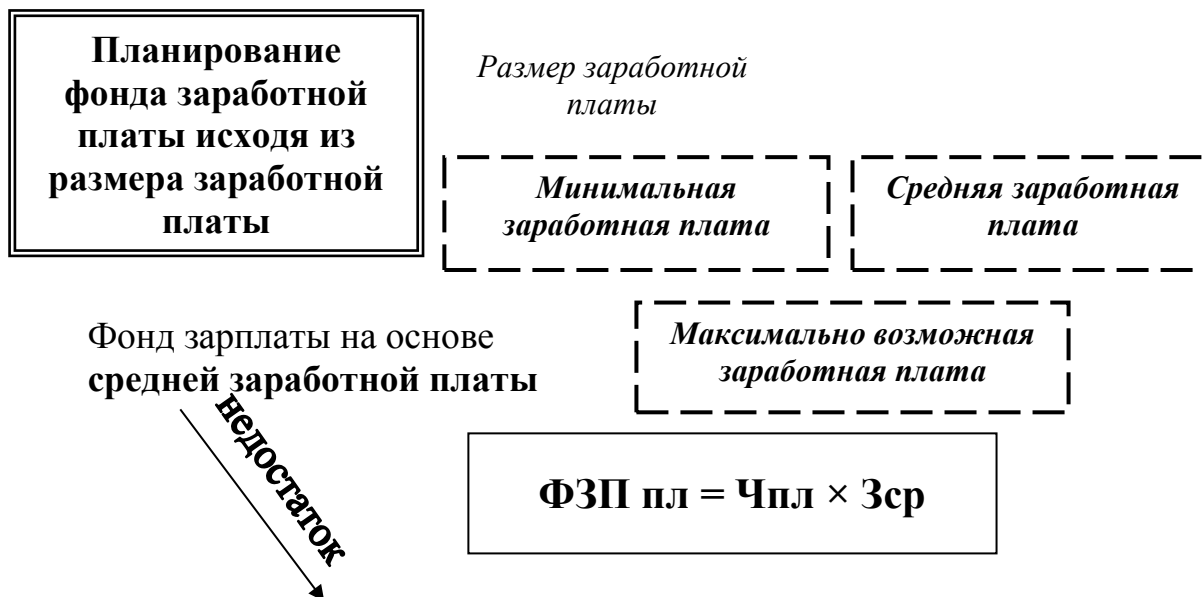 Планирование
фонда заработной
платы исходя из
размера заработной
платы
Размер заработной
платы
Минимальная
заработная плата
Средняя заработная
плата
Максимально возможная
заработная плата
Фонд зарплаты на основе
средней заработной платы
недостаток
ФЗП пл = Чпл × Зср